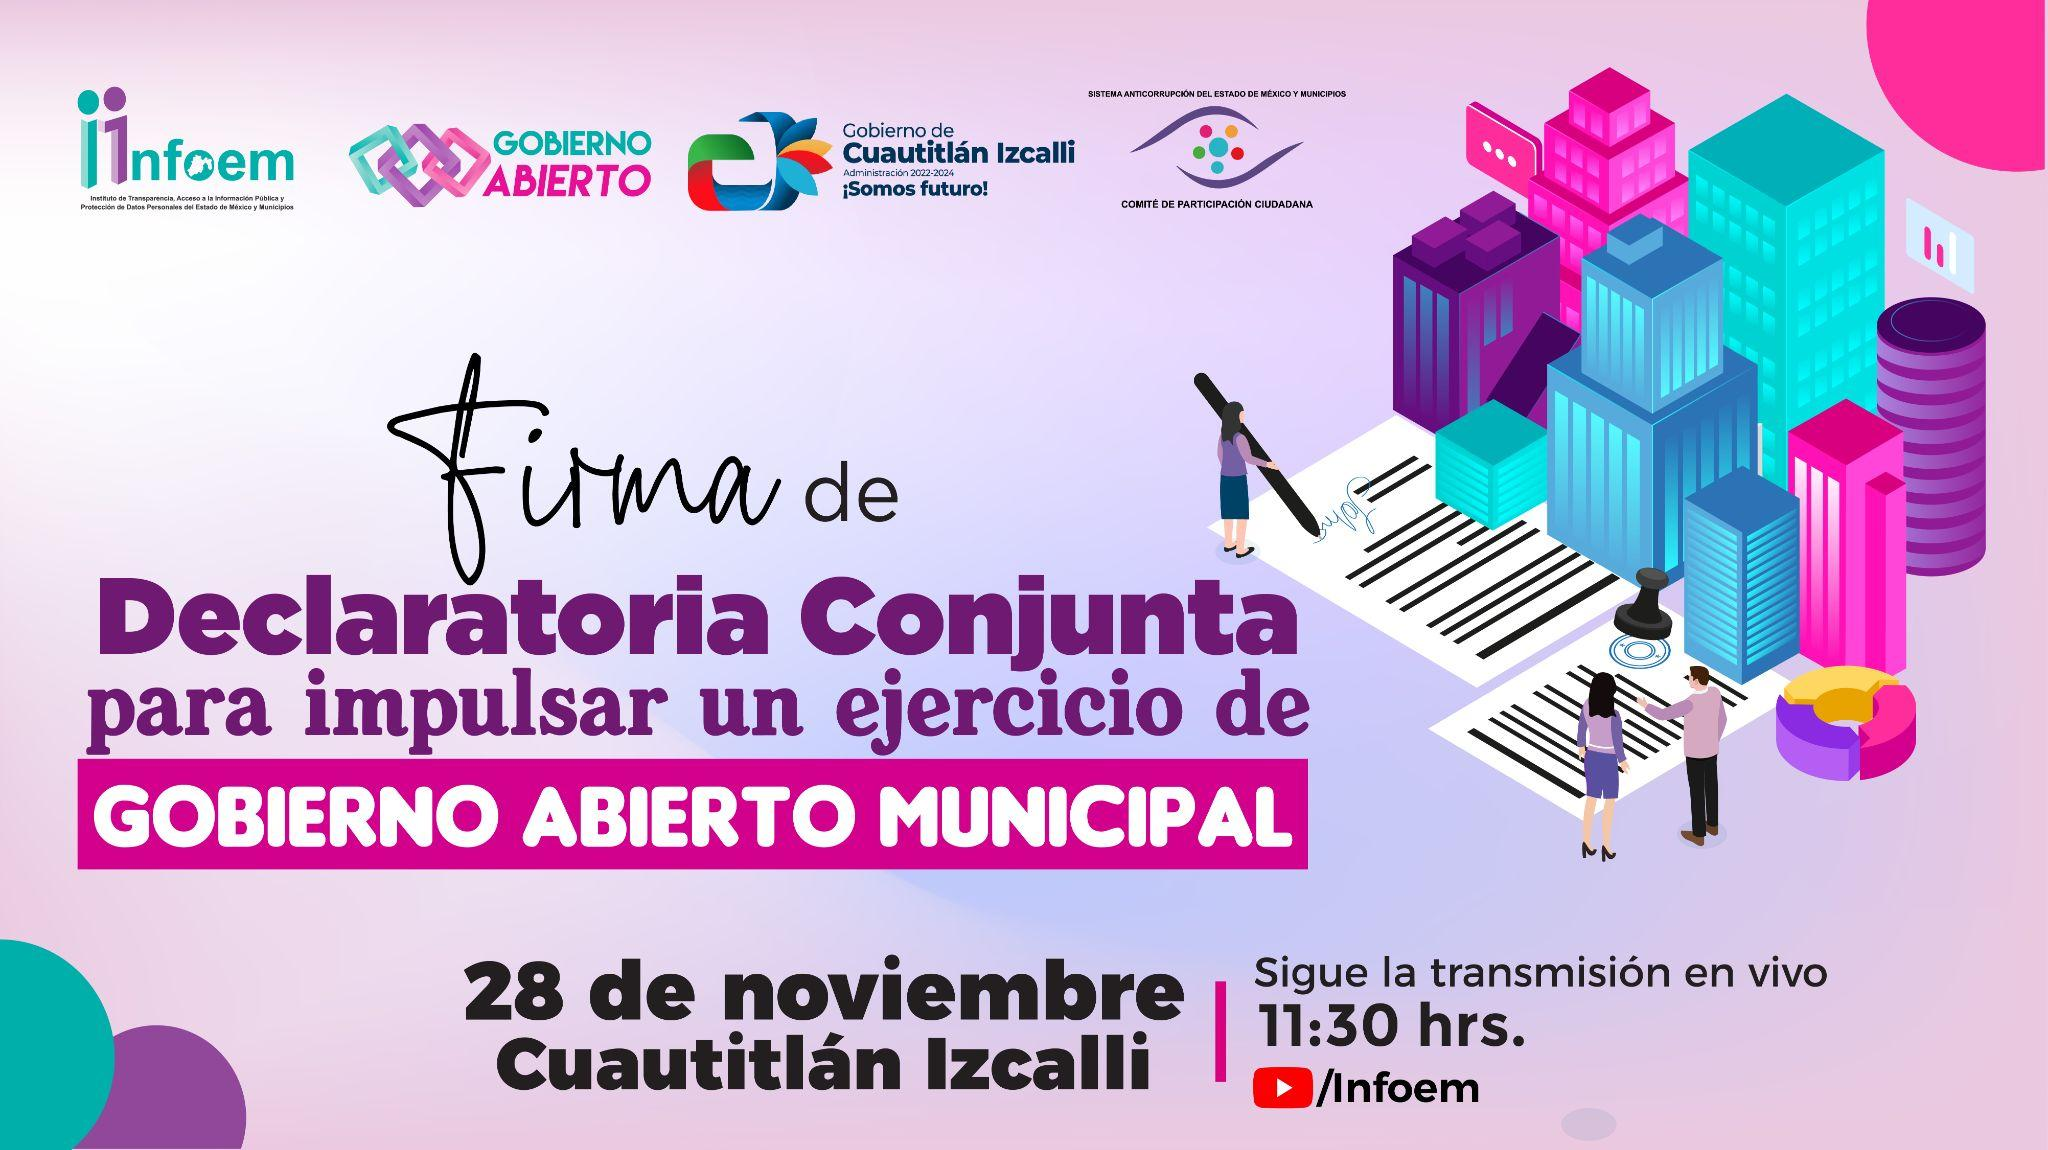 infoem
Instituto de Transparencia, Acceso a la Información Pública y
Protección de Datos Personales del Estado de México y Municipios
GOBIERNO
ABIERTO
Gobierno de
Cuautitlán Izcalli
Administración 2022-2024
¡Somos futuro!
SISTEMA ANTICORRUPCIÓN DEL ESTADO DE MÉXICO Y MUNICIPIOS
COMITÉ DE PARTICIPACIÓN CIUDADANA
Firma de
Declaratoria Conjunta
para impulsar un ejercicio de
GOBIERNO ABIERTO MUNICIPAL
28 de noviembre
Cuautitlán Izcalli
Sigue la transmisión en vivo
11:30 hrs.
/Infoem